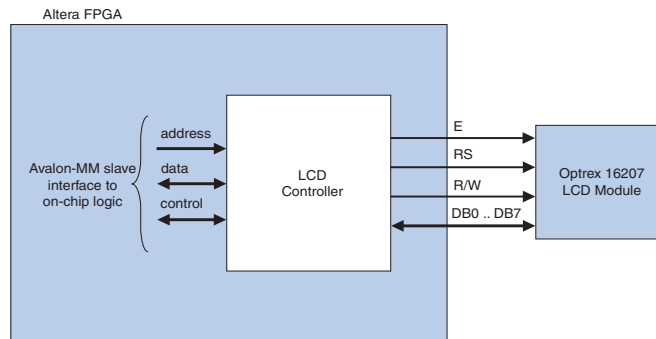 Altera FPGA
address
Avalon-MM slave
interface to
on-chip logic
data
control
LCD
Controller
E
RS
R/W
DB0 .. DB7
Optrex 16207
LCD Module